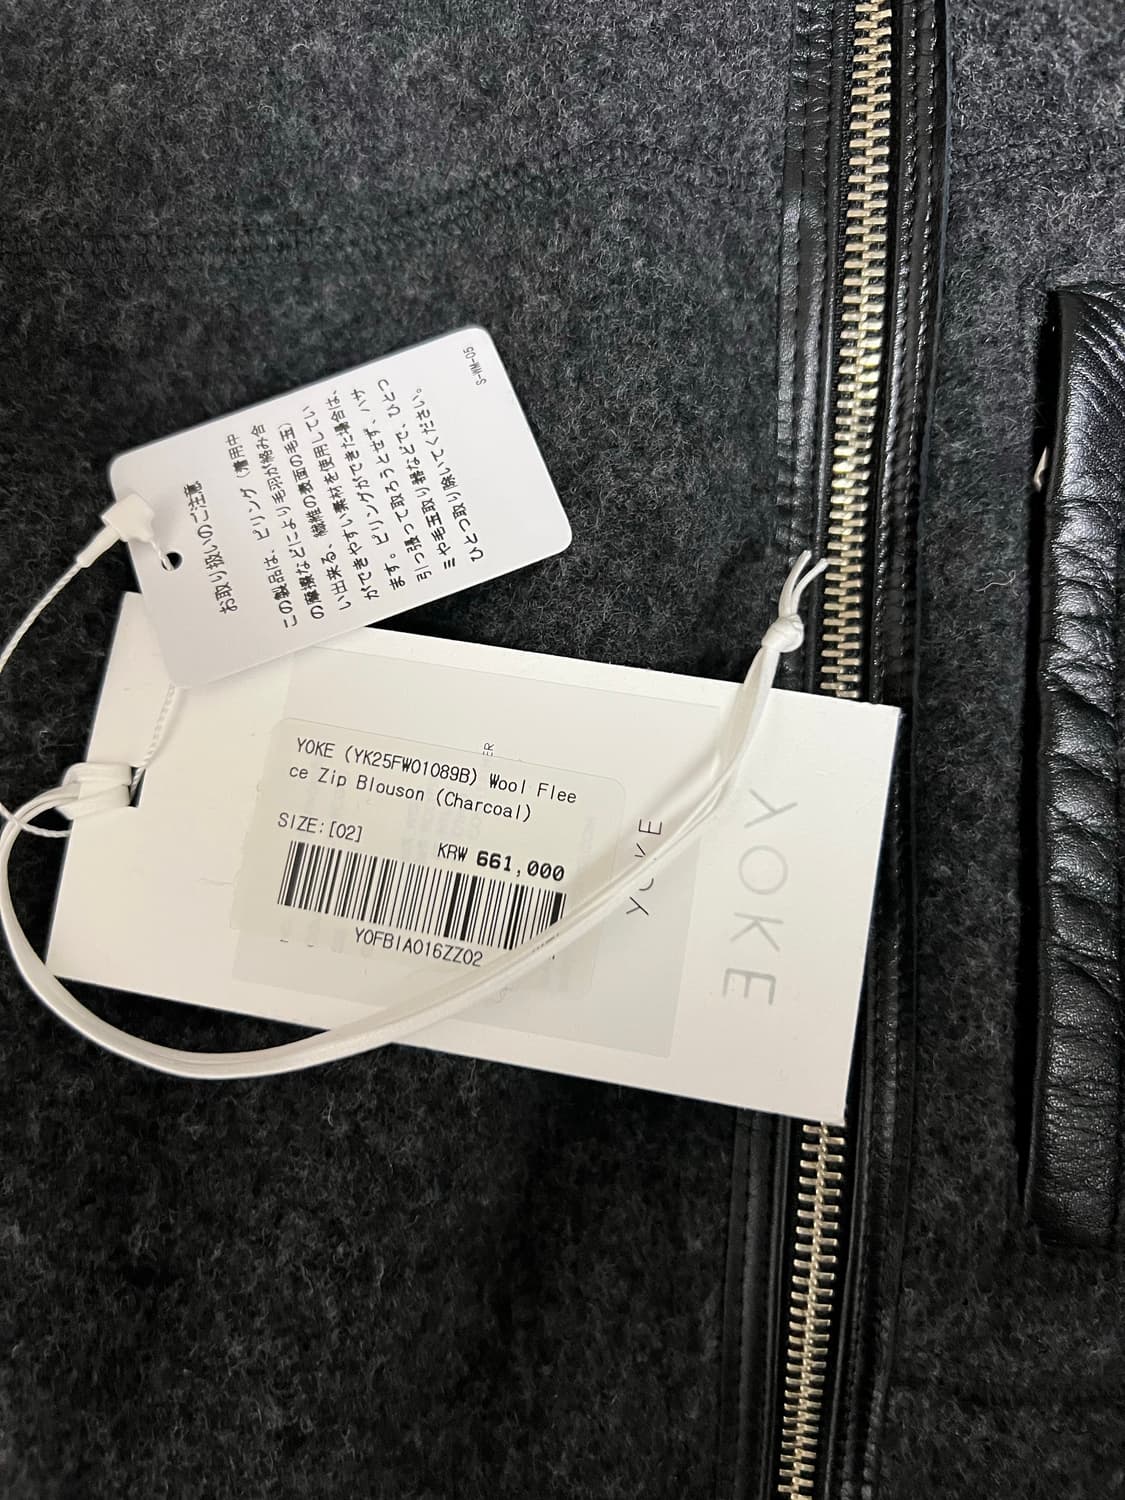 お取り扱いのご注意
この製品は、ピリング（着用中
の摩擦などにより毛羽が絡み合
い出来る、繊維の表面の毛玉）
ができやすい素材を使用してい
ます。ピリングができた場合は、
引っ張って取ろうとせず、ハサ
ミや毛玉取り器などで、ひとつ
ひとつ取り除いてください。
S-WM-05
YOKE (YK25FW01089B) Wool Flee
ce Zip Blouson (Charcoal)
SIZE:[02]
KRW 661,000
YOFBIA016ZZ02
YOKE